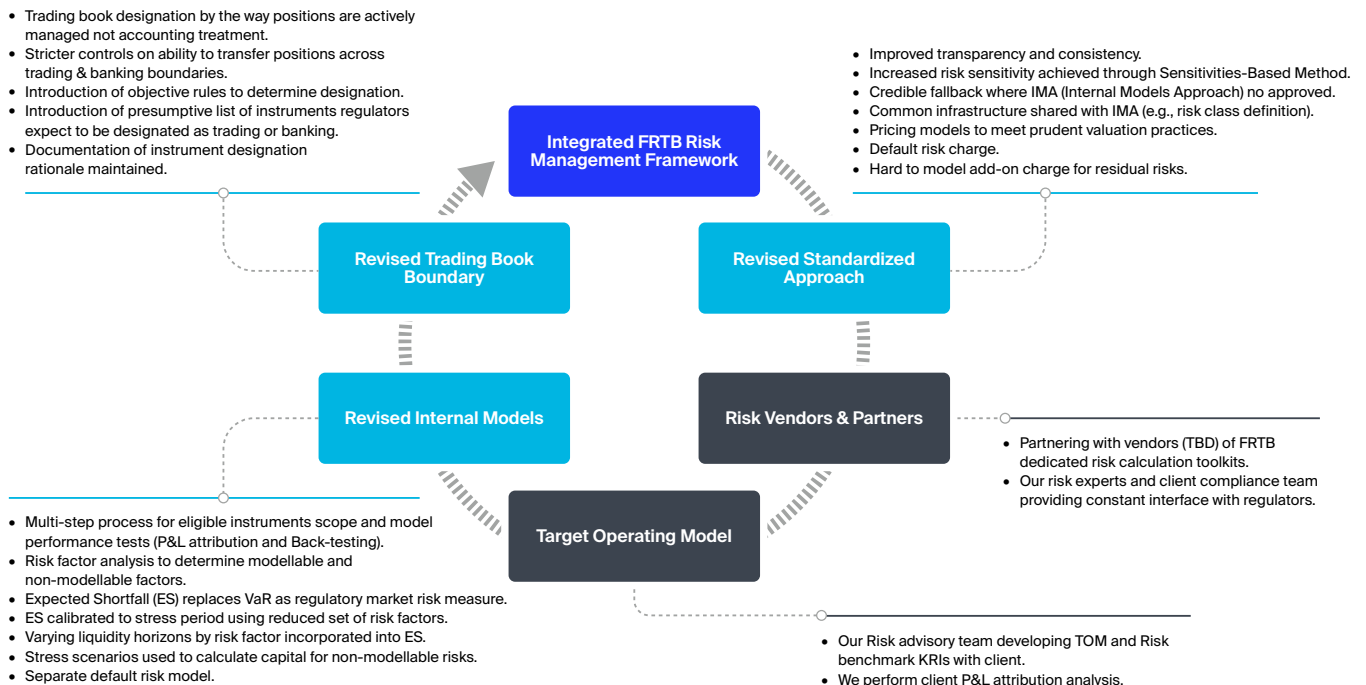 • Trading book designation by the way positions are actively
managed not accounting treatment.
• Stricter controls on ability to transfer positions across
trading & banking boundaries.
• Introduction of objective rules to determine designation.
• Introduction of presumptive list of instruments regulators
expect to be designated as trading or banking.
• Documentation of instrument designation
rationale maintained.
• Improved transparency and consistency.
• Increased risk sensitivity achieved through Sensitivities-Based Method.
• Credible fallback where IMA (Internal Models Approach) no approved.
• Common infrastructure shared with IMA (e.g., risk class definition).
• Pricing models to meet prudent valuation practices.
• Default risk charge.
• Hard to model add-on charge for residual risks.
Integrated FRTB Risk
Management Framework
Revised Trading Book
Boundary
Revised Standardized
Approach
Revised Internal Models
Risk Vendors & Partners
Target Operating Model
• Partnering with vendors (TBD) of FRTB
dedicated risk calculation toolkits.
• Our risk experts and client compliance team
providing constant interface with regulators.
• Multi-step process for eligible instruments scope and model
performance tests (P&L attribution and Back-testing).
• Risk factor analysis to determine modellable and
non-modellable factors.
• Expected Shortfall (ES) replaces VaR as regulatory market risk measure.
• ES calibrated to stress period using reduced set of risk factors.
• Varying liquidity horizons by risk factor incorporated into ES.
• Stress scenarios used to calculate capital for non-modellable risks.
• Separate default risk model.
• Our Risk advisory team developing TOM and Risk
benchmark KRIs with client.
• We perform client P&L attribution analysis.